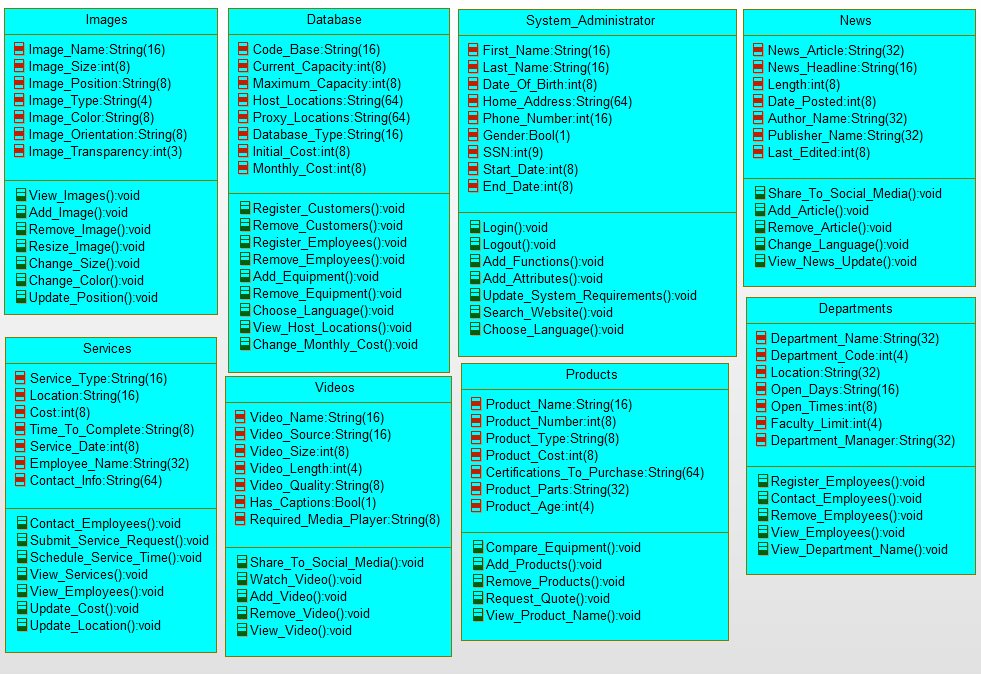 Images
Image_Name:String(16)
Image_Size:int(8)
Image_Position:String(8)
Image_Type:String(4)
Image_Color:String(8)
Image_Orientation:String(8)
Image_Transparency:int(3)
View_Images():void
Add_Image():void
Remove_Image():void
Resize_Image():void
Change_Size():void
Change_Color():void
Update_Position():void
Database
Code_Base:String(16)
Current_Capacity:int(8)
Maximum_Capacity:int(8)
Host_Locations:String(64)
Proxy_Locations:String(64)
Database_Type:String(16)
Initial_Cost:int(8)
Monthly_Cost:int(8)
Register_Customers():void
Remove_Customers():void
Register_Employees():void
Remove_Employees():void
Add_Equipment():void
Remove_Equipment():void
Choose_Language():void
View_Host_Locations():void
Change_Monthly_Cost():void
System_Administrator
First_Name:String(16)
Last_Name:String(16)
Date_Of_Birth:int(8)
Home_Address:String(64)
Phone_Number:int(16)
Gender:Bool(1)
SSN:int(9)
Start_Date:int(8)
End_Date:int(8)
Login():void
Logout():void
Add_Functions():void
Add_Attributes():void
Update_System_Requirements():void
Search_Website():void
Choose_Language():void
News
News_Article:String(32)
News_Headline:String(16)
Length:int(8)
Date_Posted:int(8)
Author_Name:String(32)
Publisher_Name:String(32)
Last_Edited:int(8)
Share_To_Social_Media():void
Add_Article():void
Remove_Article():void
Change_Language():void
View_News_Update():void
Services
Service_Type:String(16)
Location:String(16)
Cost:int(8)
Time_To_Complete:String(8)
Service_Date:int(8)
Employee_Name:String(32)
Contact_Info:String(64)
Contact_Employees():void
Submit_Service_Request():void
Schedule_Service_Time():void
View_Services():void
View_Employees():void
Update_Cost():void
Update_Location():void
Videos
Video_Name:String(16)
Video_Source:String(16)
Video_Size:int(8)
Video_Length:int(4)
Video_Quality:String(8)
Has_Captions:Bool(1)
Required_Media_Player:String(8)
Share_To_Social_Media():void
Watch_Video():void
Add_Video():void
Remove_Video():void
View_Video():void
Products
Product_Name:String(16)
Product_Number:int(8)
Product_Type:String(8)
Product_Cost:int(8)
Certifications_To_Purchase:String(64)
Product_Parts:String(32)
Product_Age:int(4)
Compare_Equipment():void
Add_Products():void
Remove_Products():void
Request_Quote():void
View_Product_Name():void
Departments
Department_Name:String(32)
Department_Code:int(4)
Location:String(32)
Open_Days:String(16)
Open_Times:int(8)
Faculty_Limit:int(4)
Department_Manager:String(32)
Register_Employees():void
Contact_Employees():void
Remove_Employees():void
View_Employees():void
View_Department_Name():void